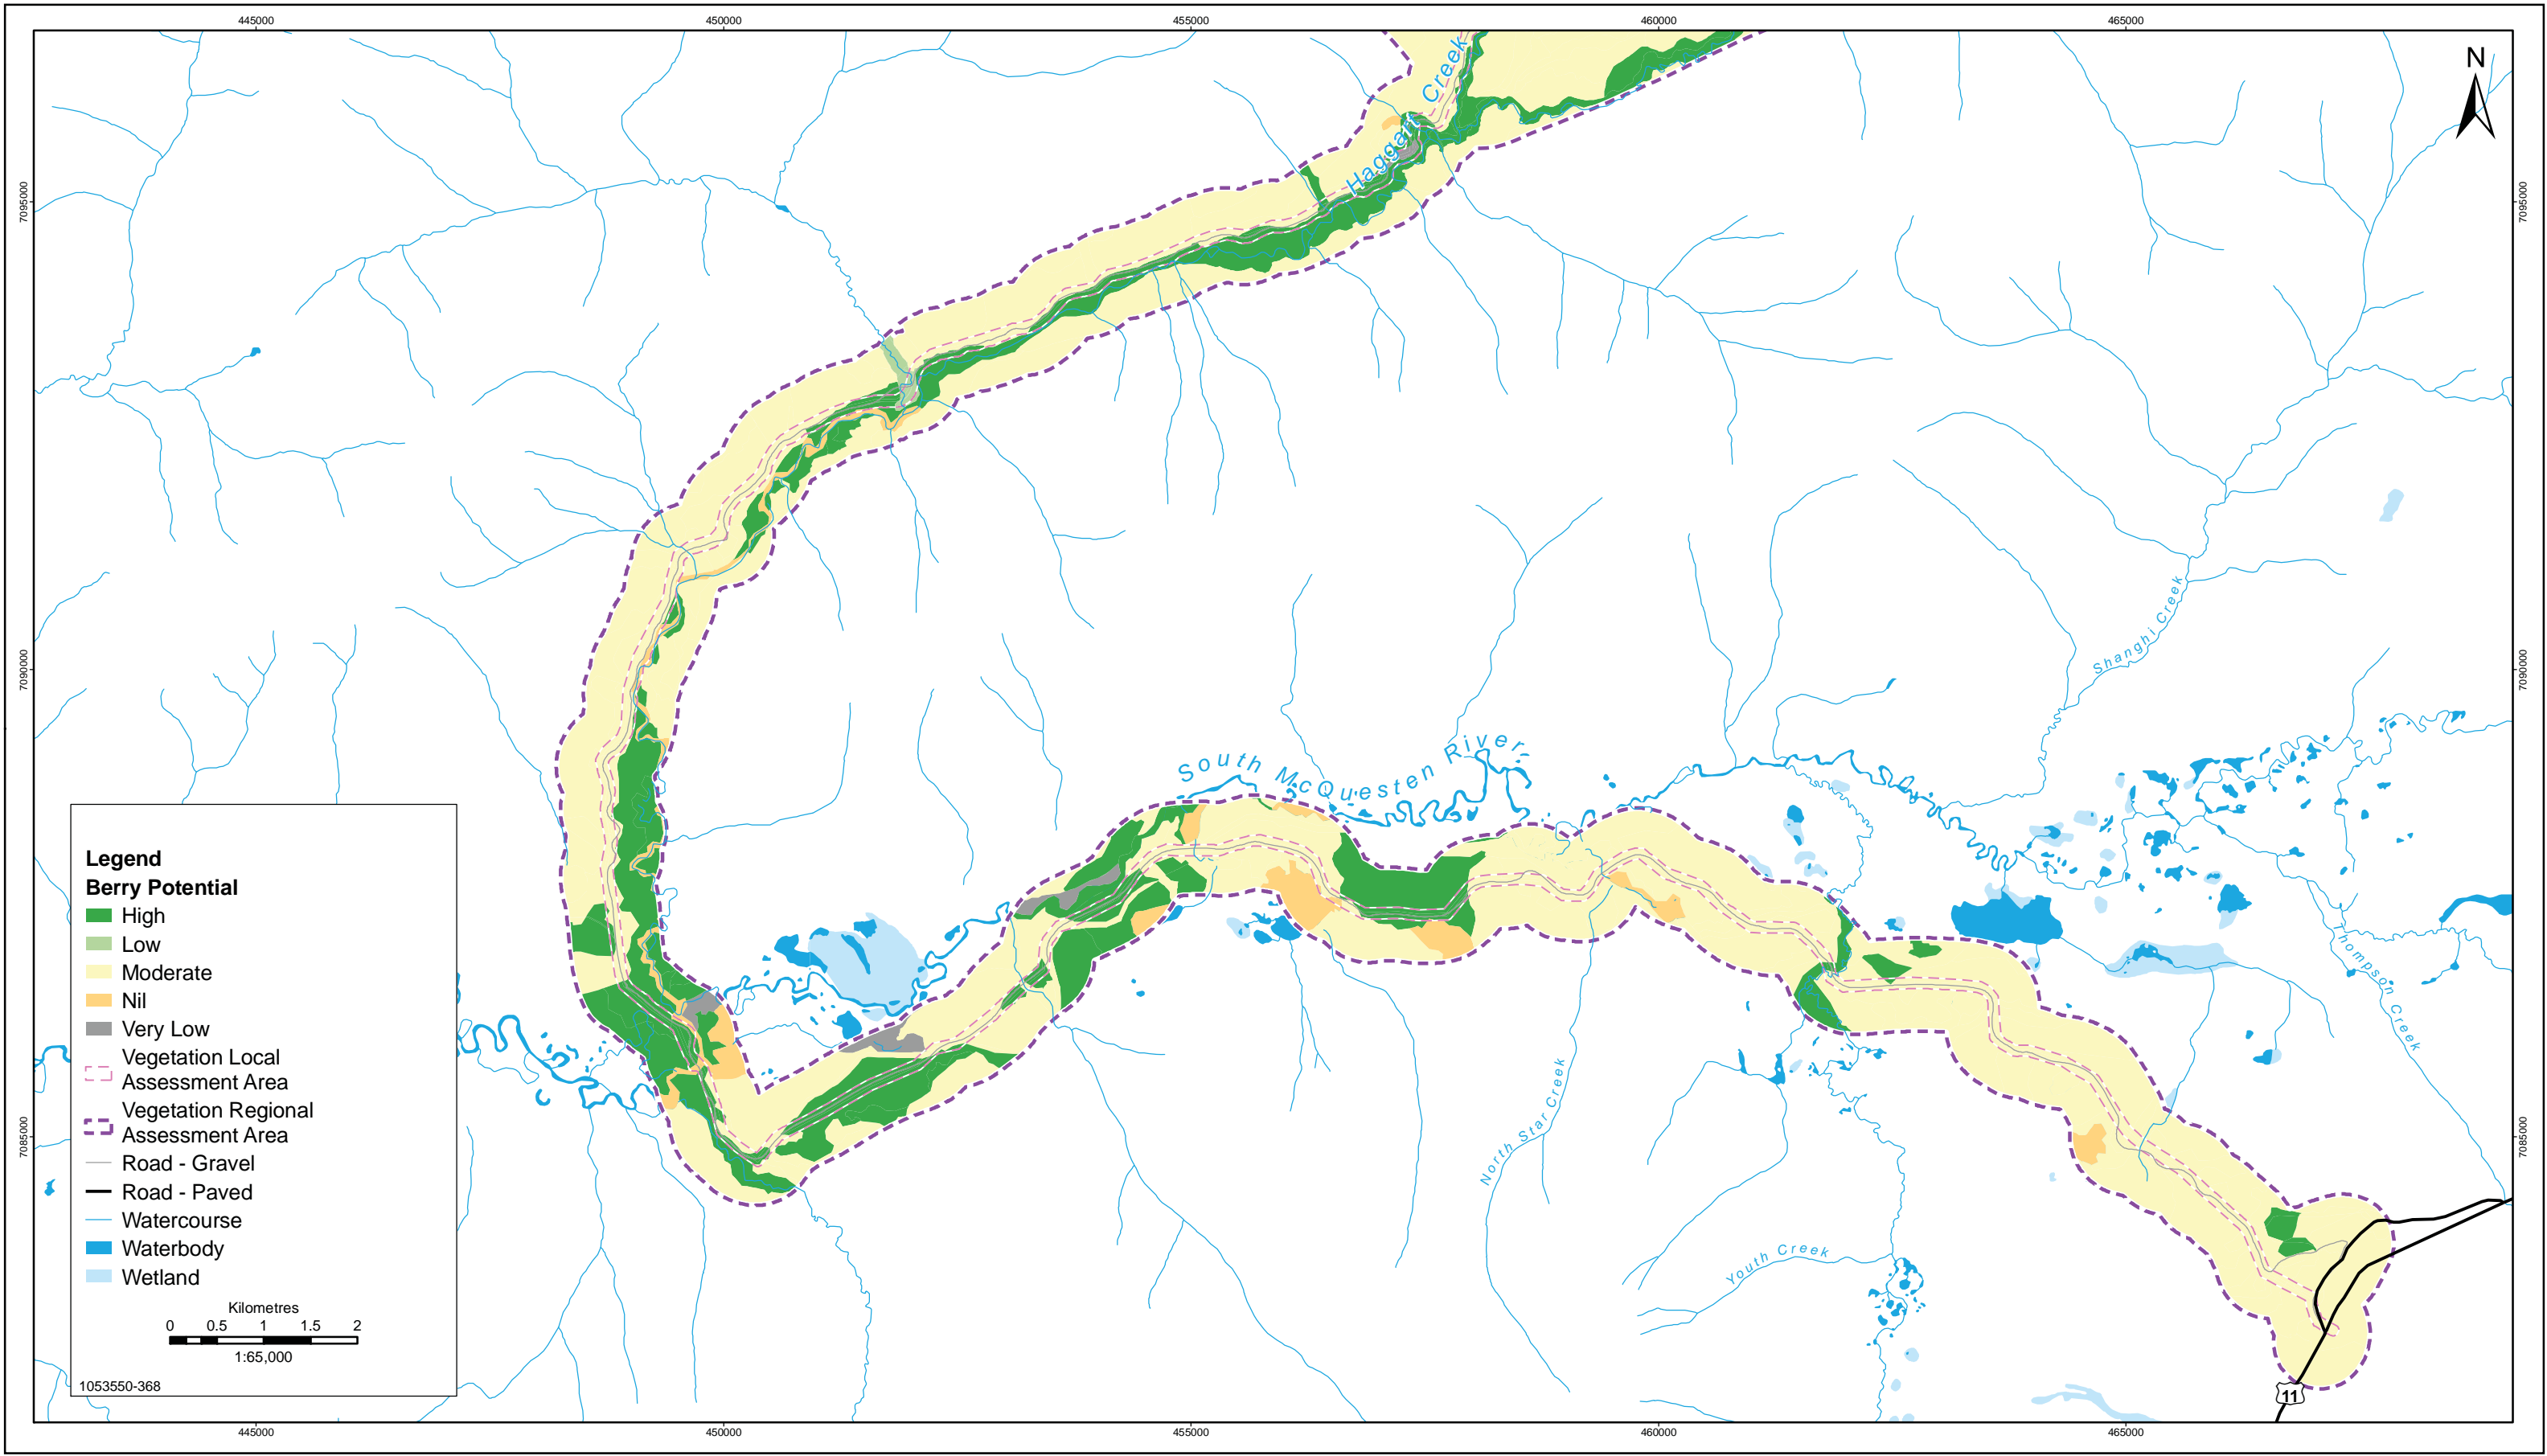 445000
450000
455000
460000
465000
N
Haggart Creek
7095000
7095000
Shanghi Creek
7090000
7090000
South McQuesten River
Thompson Creek
North Star Creek
7085000
7085000
Youth Creek
11
Legend
Berry Potential
High
Low
Moderate
Nil
Very Low
Vegetation Local
Assessment Area
Vegetation Regional
Assessment Area
Road - Gravel
Road - Paved
Watercourse
Waterbody
Wetland
Kilometres
0 0.5 1 1.5 2
1:65,000
1053550-368
445000
450000
455000
460000
465000